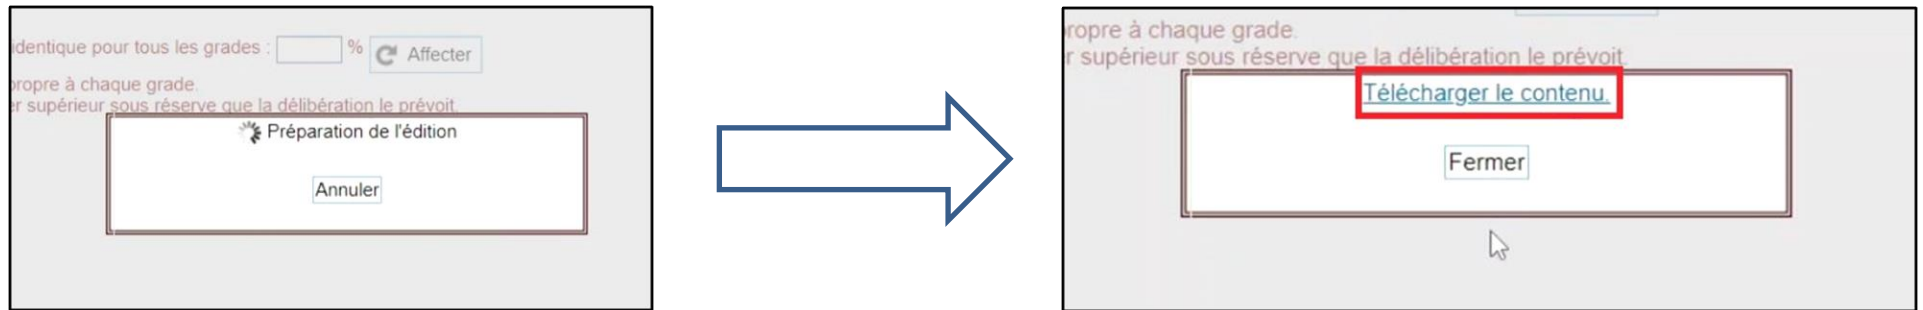 identique pour tous les grades : % Affecter
propre à chaque grade.
er supérieur sous réserve que la délibération le prévoit.
Préparation de l'édition
Annuler
ropre à chaque grade.
r supérieur sous réserve que la délibération le prévoit.
Télécharger le contenu.
Fermer